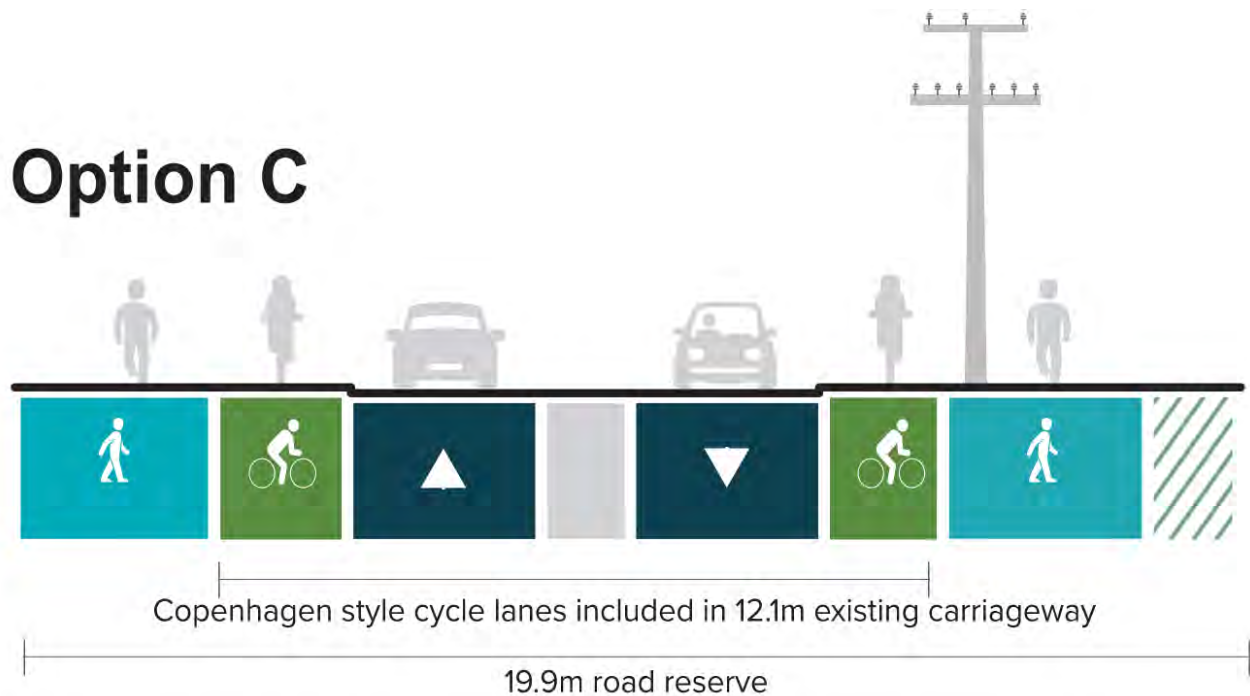 Option C
Copenhagen style cycle lanes included in 12.1m existing carriageway
19.9m road reserve